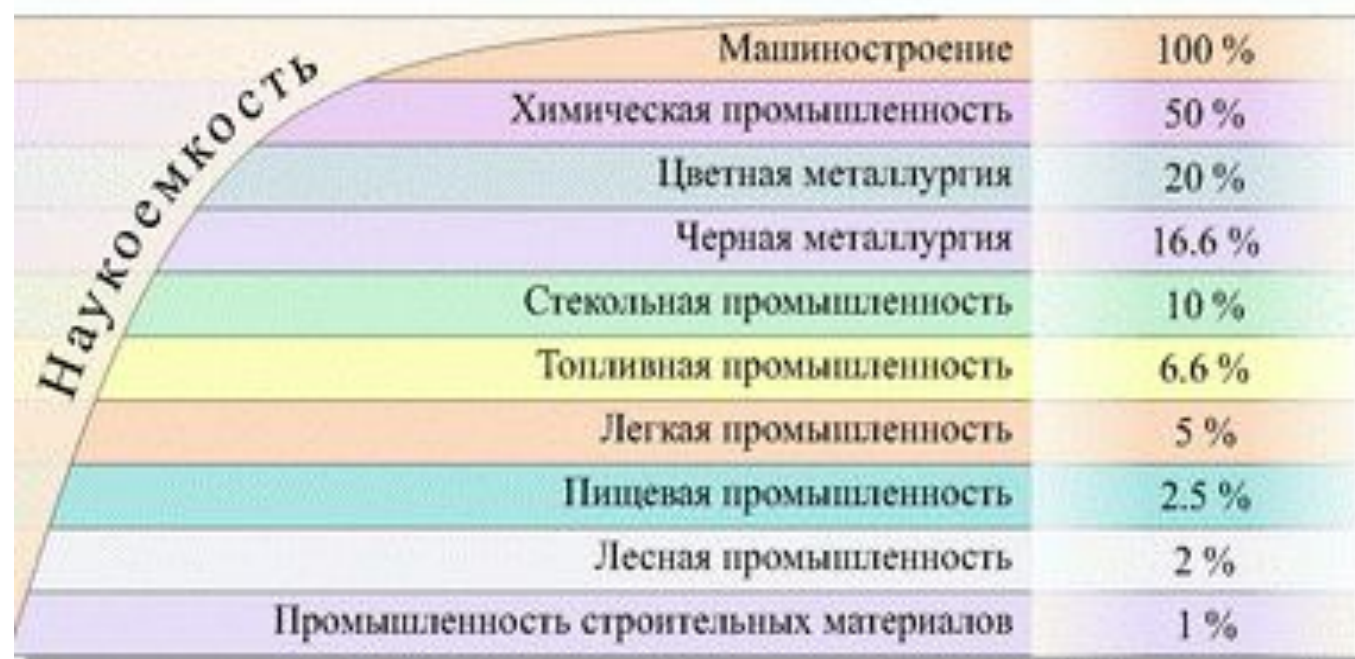 Наукоемкость
Машиностроение 100 %
Химическая промышленность 50 %
Цветная металлургия 20 %
Черная металлургия 16.6 %
Стекольная промышленность 10 %
Топливная промышленность 6.6 %
Легкая промышленность 5 %
Пищевая промышленность 2.5 %
Лесная промышленность 2 %
Промышленность строительных материалов 1 %